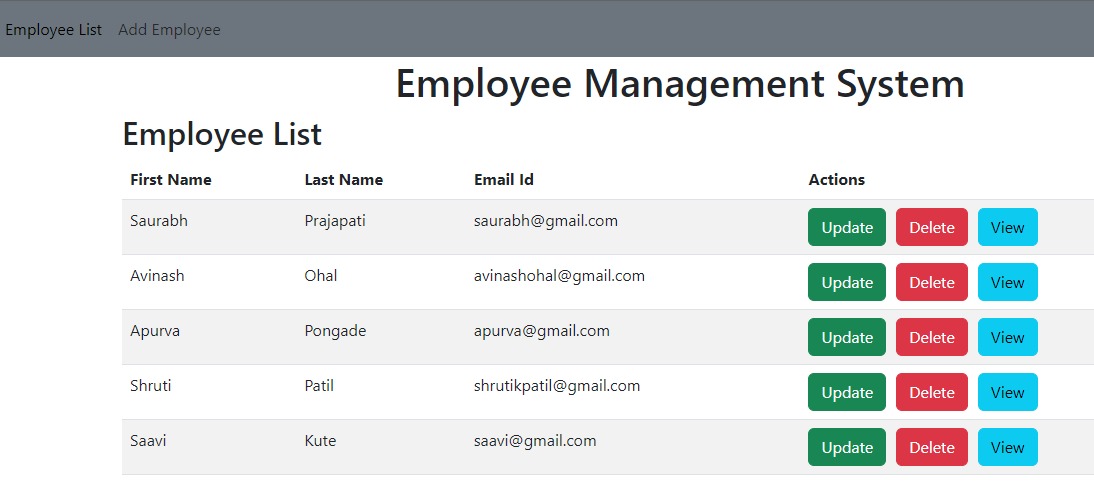 Employee List Add Employee
Employee Management System
Employee List
First Name Last Name Email Id Actions
Saurabh Prajapati saurabh@gmail.com Update Delete View
Avinash Ohal avinashohal@gmail.com Update Delete View
Apurva Pongade apurva@gmail.com Update Delete View
Shruti Patil shrutikpatil@gmail.com Update Delete View
Saavi Kute saavi@gmail.com Update Delete View